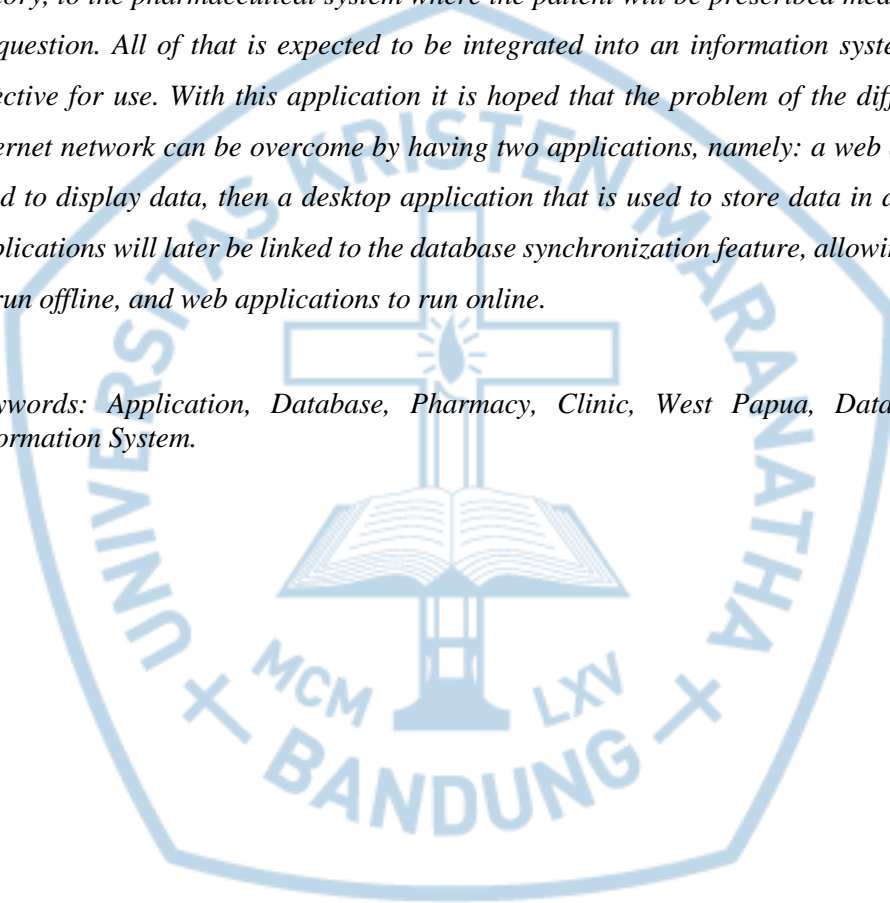 ory, to the pharmaceutical system where the patient will be prescribed med
question. All of that is expected to be integrated into an information syste
ective for use. With this application it is hoped that the problem of the diff
ernet network can be overcome by having two applications, namely: a web
d to display data, then a desktop application that is used to store data in a
plications will later be linked to the database synchronization feature, allowin
run offline, and web applications to run online.
ywords: Application, Database, Pharmacy, Clinic, West Papua, Data
ormation System.
UNIVERSITAS KRISTEN MARANATHA
MCM LXV
BANDUNG